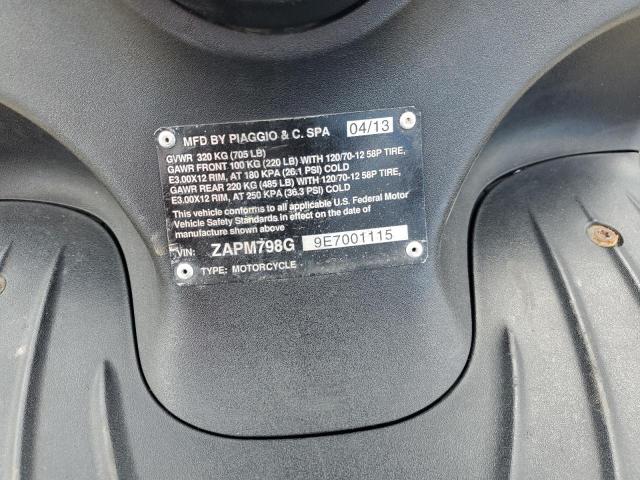 MFD BY PIAGGIO & C. SPA 04/13
GVWR 320 KG (705 LB)
GAWR FRONT 100 KG (220 LB) WITH 120/70-12 58P TIRE,
E3.00X12 RIM, AT 180 KPA (26.1 PSI) COLD
GAWR REAR 220 KG (485 LB) WITH 120/70-12 58P TIRE,
E3.00X12 RIM, AT 250 KPA (36.3 PSI) COLD
This vehicle conforms to all applicable U.S. Federal Motor
Vehicle Safety Standards in effect on the date of
manufacture shown above
VIN: ZAPM798G 9E7001115
TYPE: MOTORCYCLE